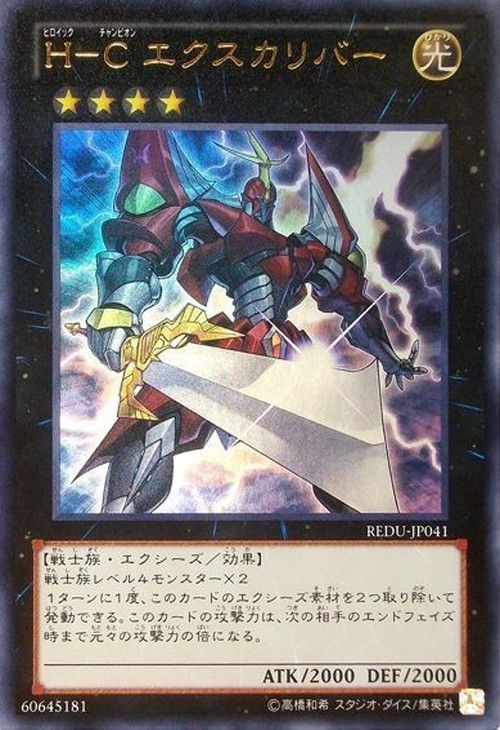 ヒロイック チャンピオン
H-C エクスカリバー
ひかり
光
REDU-JP041
【戦士族・エクシーズ/効果】
戦士族レベル4モンスター×2
1ターンに1度、このカードのエクシーズ素材を2つ取り除いて
発動できる。このカードの攻撃力は、次の相手のエンドフェイズ
時まで元々の攻撃力の倍になる。
ATK/2000 DEF/2000
60645181 ©高橋和希 スタジオ・ダイス/集英社